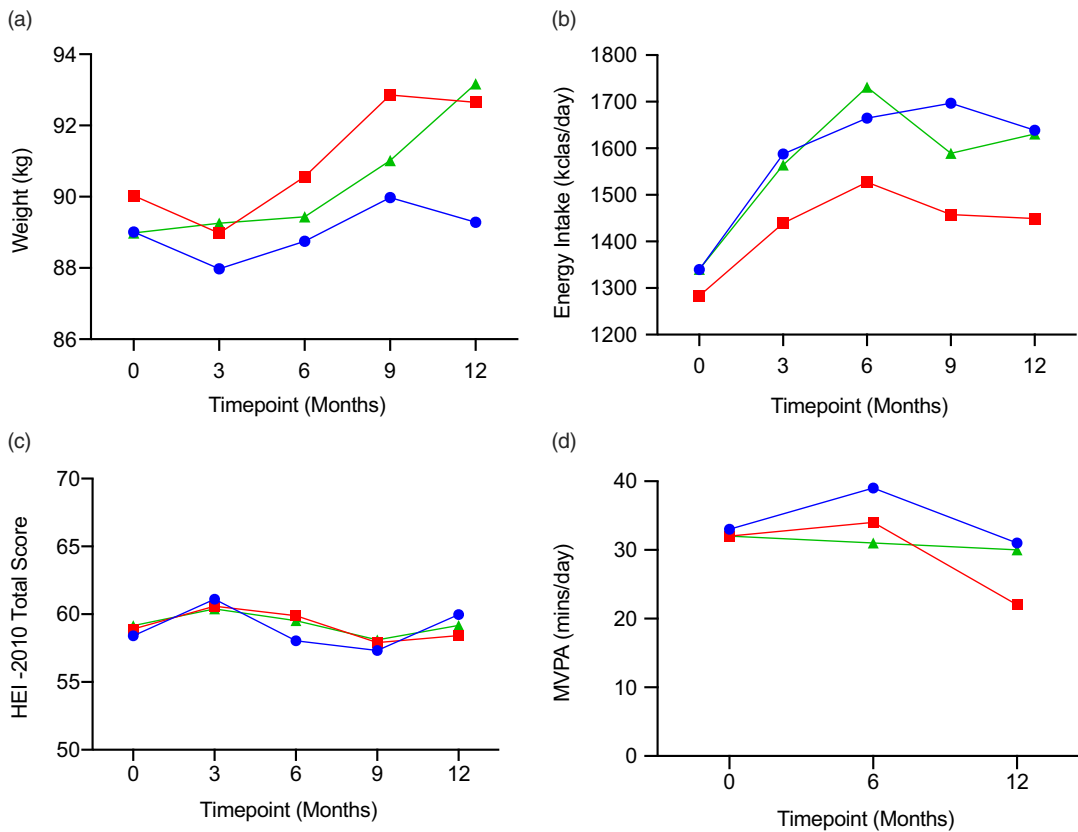 (a)
94
92
90
88
86
Weight (kg)
0 3 6 9 12
Timepoint (Months)
(b)
1800
1700
1600
1500
1400
1300
1200
Energy Intake (kclas/day)
0 3 6 9 12
Timepoint (Months)
(c)
70
65
60
55
50
HEI -2010 Total Score
0 3 6 9 12
Timepoint (Months)
(d)
40
30
20
10
0
MVPA (mins/day)
0 6 12
Timepoint (Months)